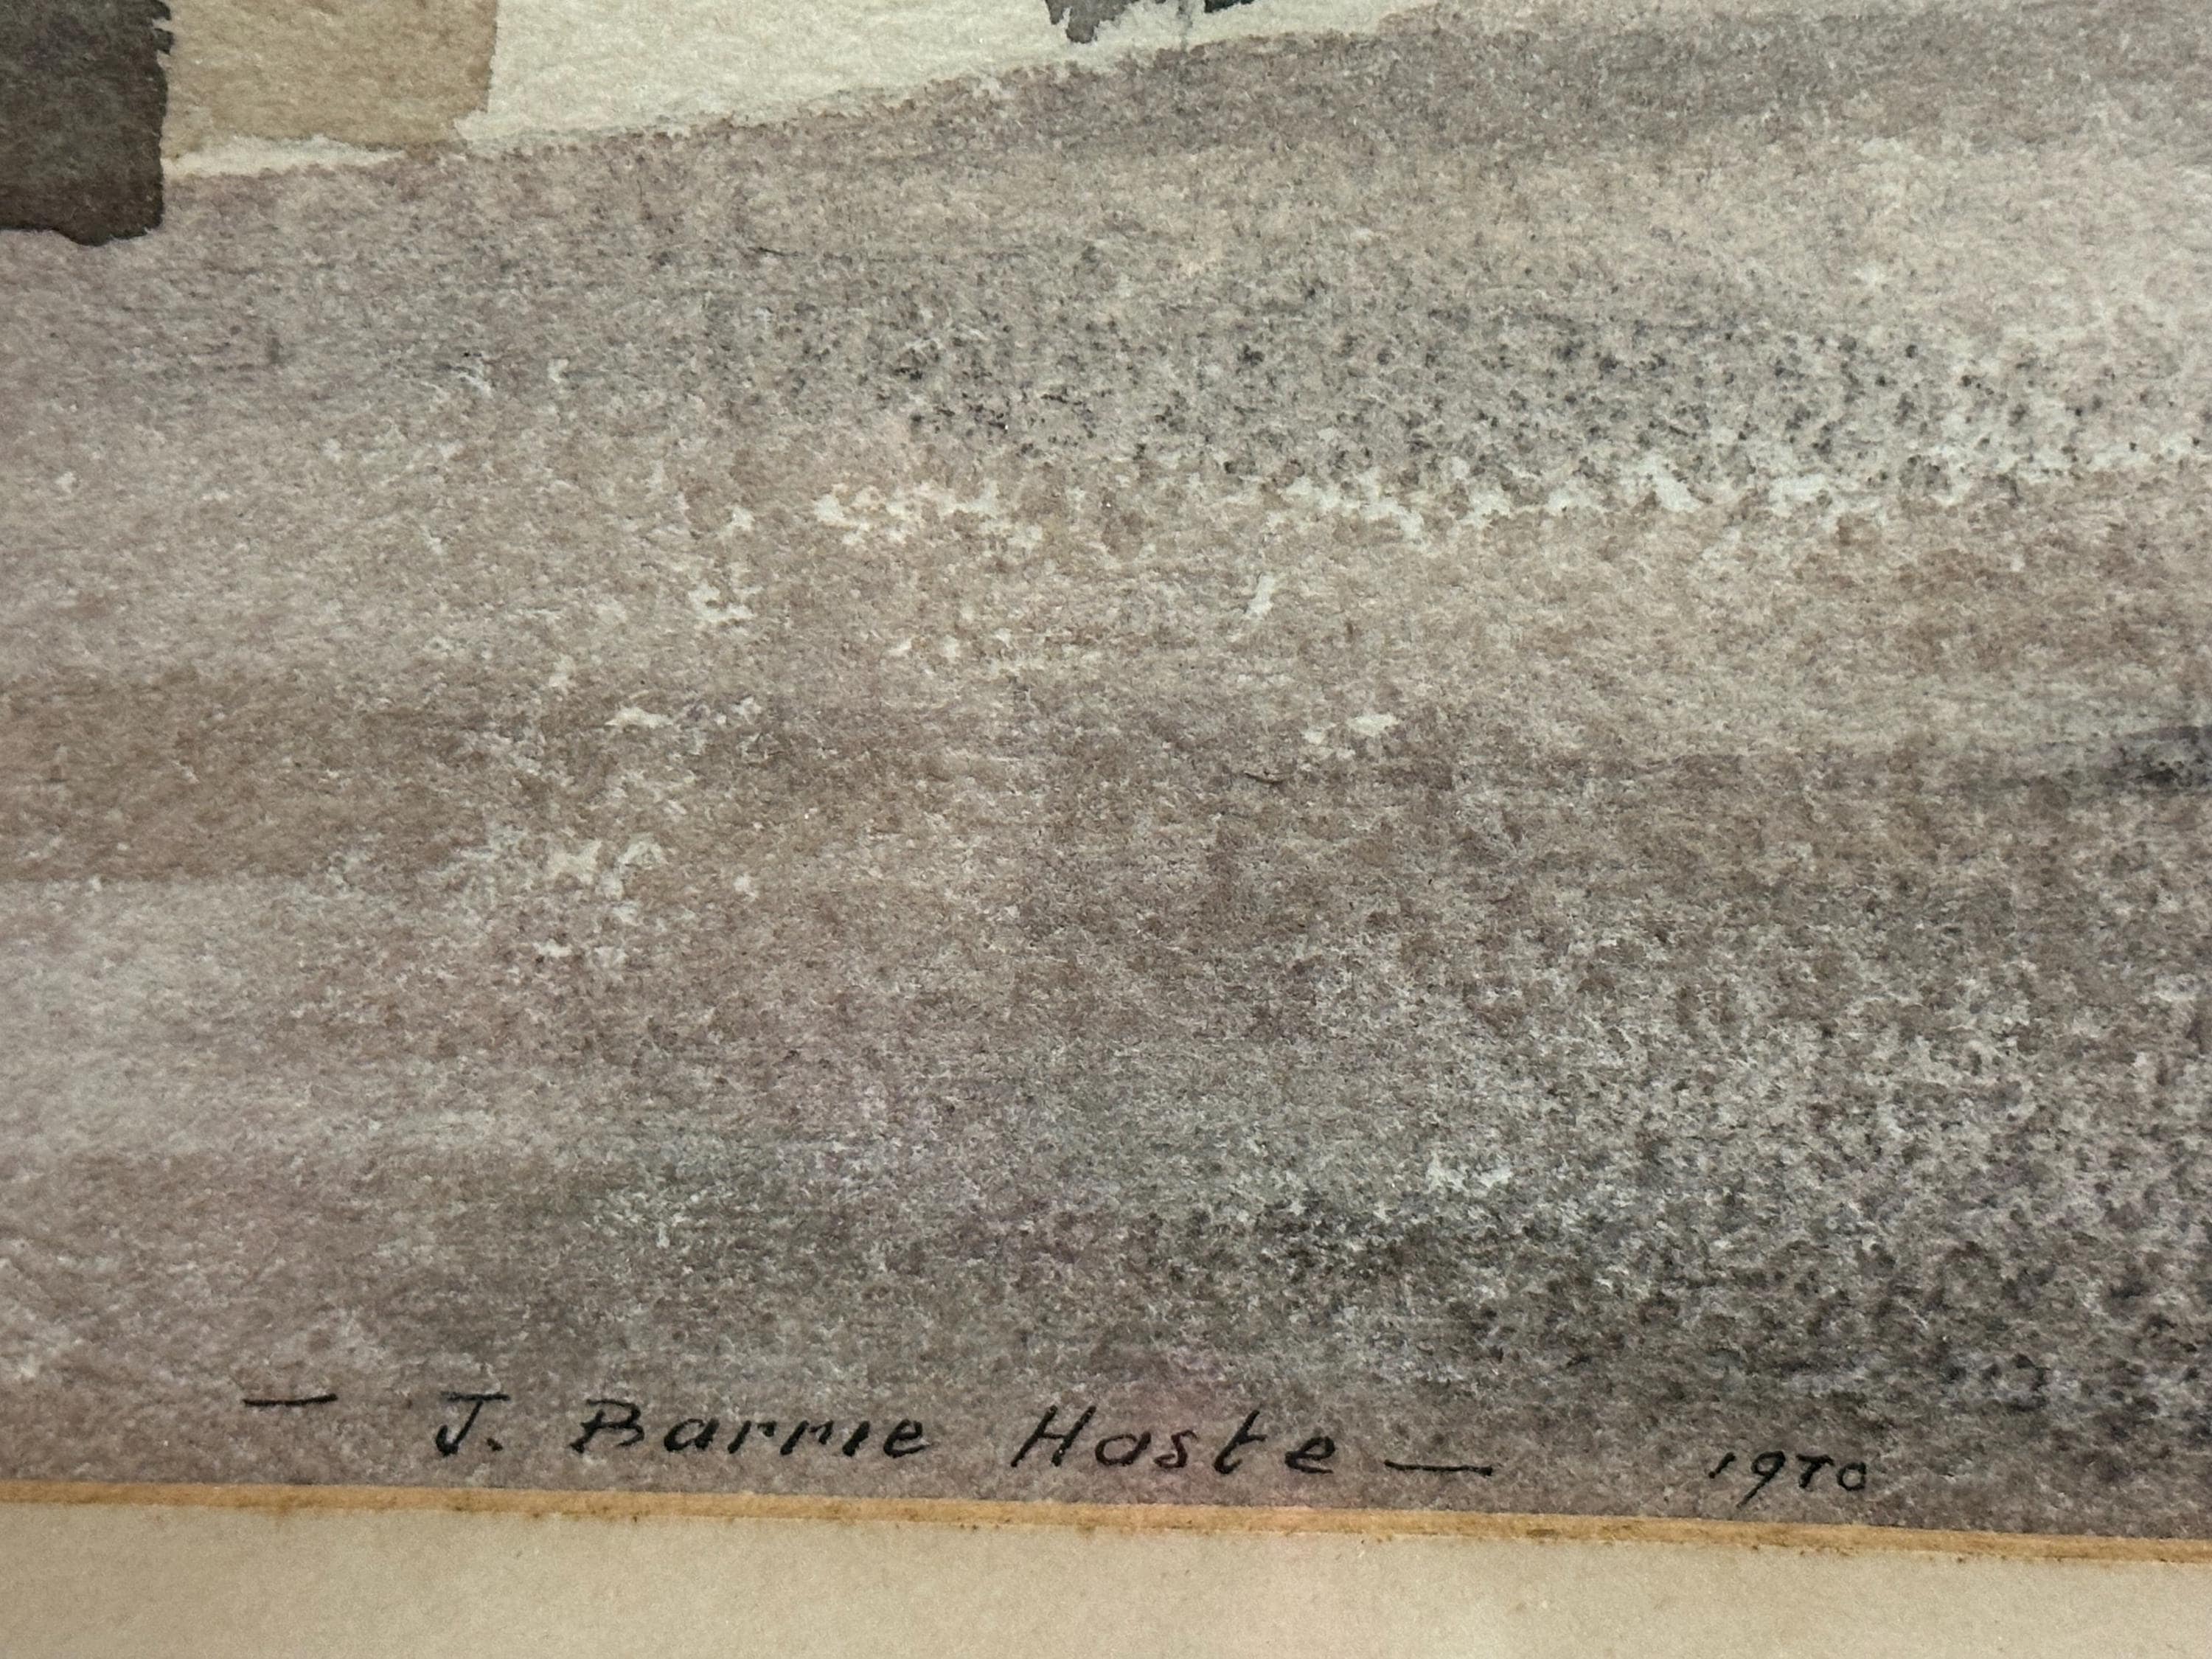 — J. Barrie Haste — 1970